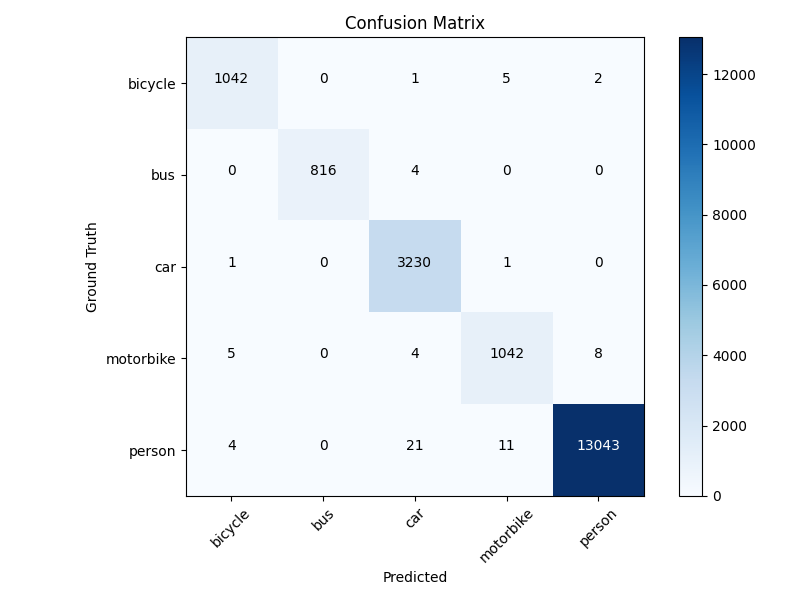 Confusion Matrix
bicycle 1042 0 1 5 2
bus 0 816 4 0 0
car 1 0 3230 1 0
motorbike 5 0 4 1042 8
person 4 0 21 11 13043
bicycle bus car motorbike person
Predicted
Ground Truth
12000
10000
8000
6000
4000
2000
0